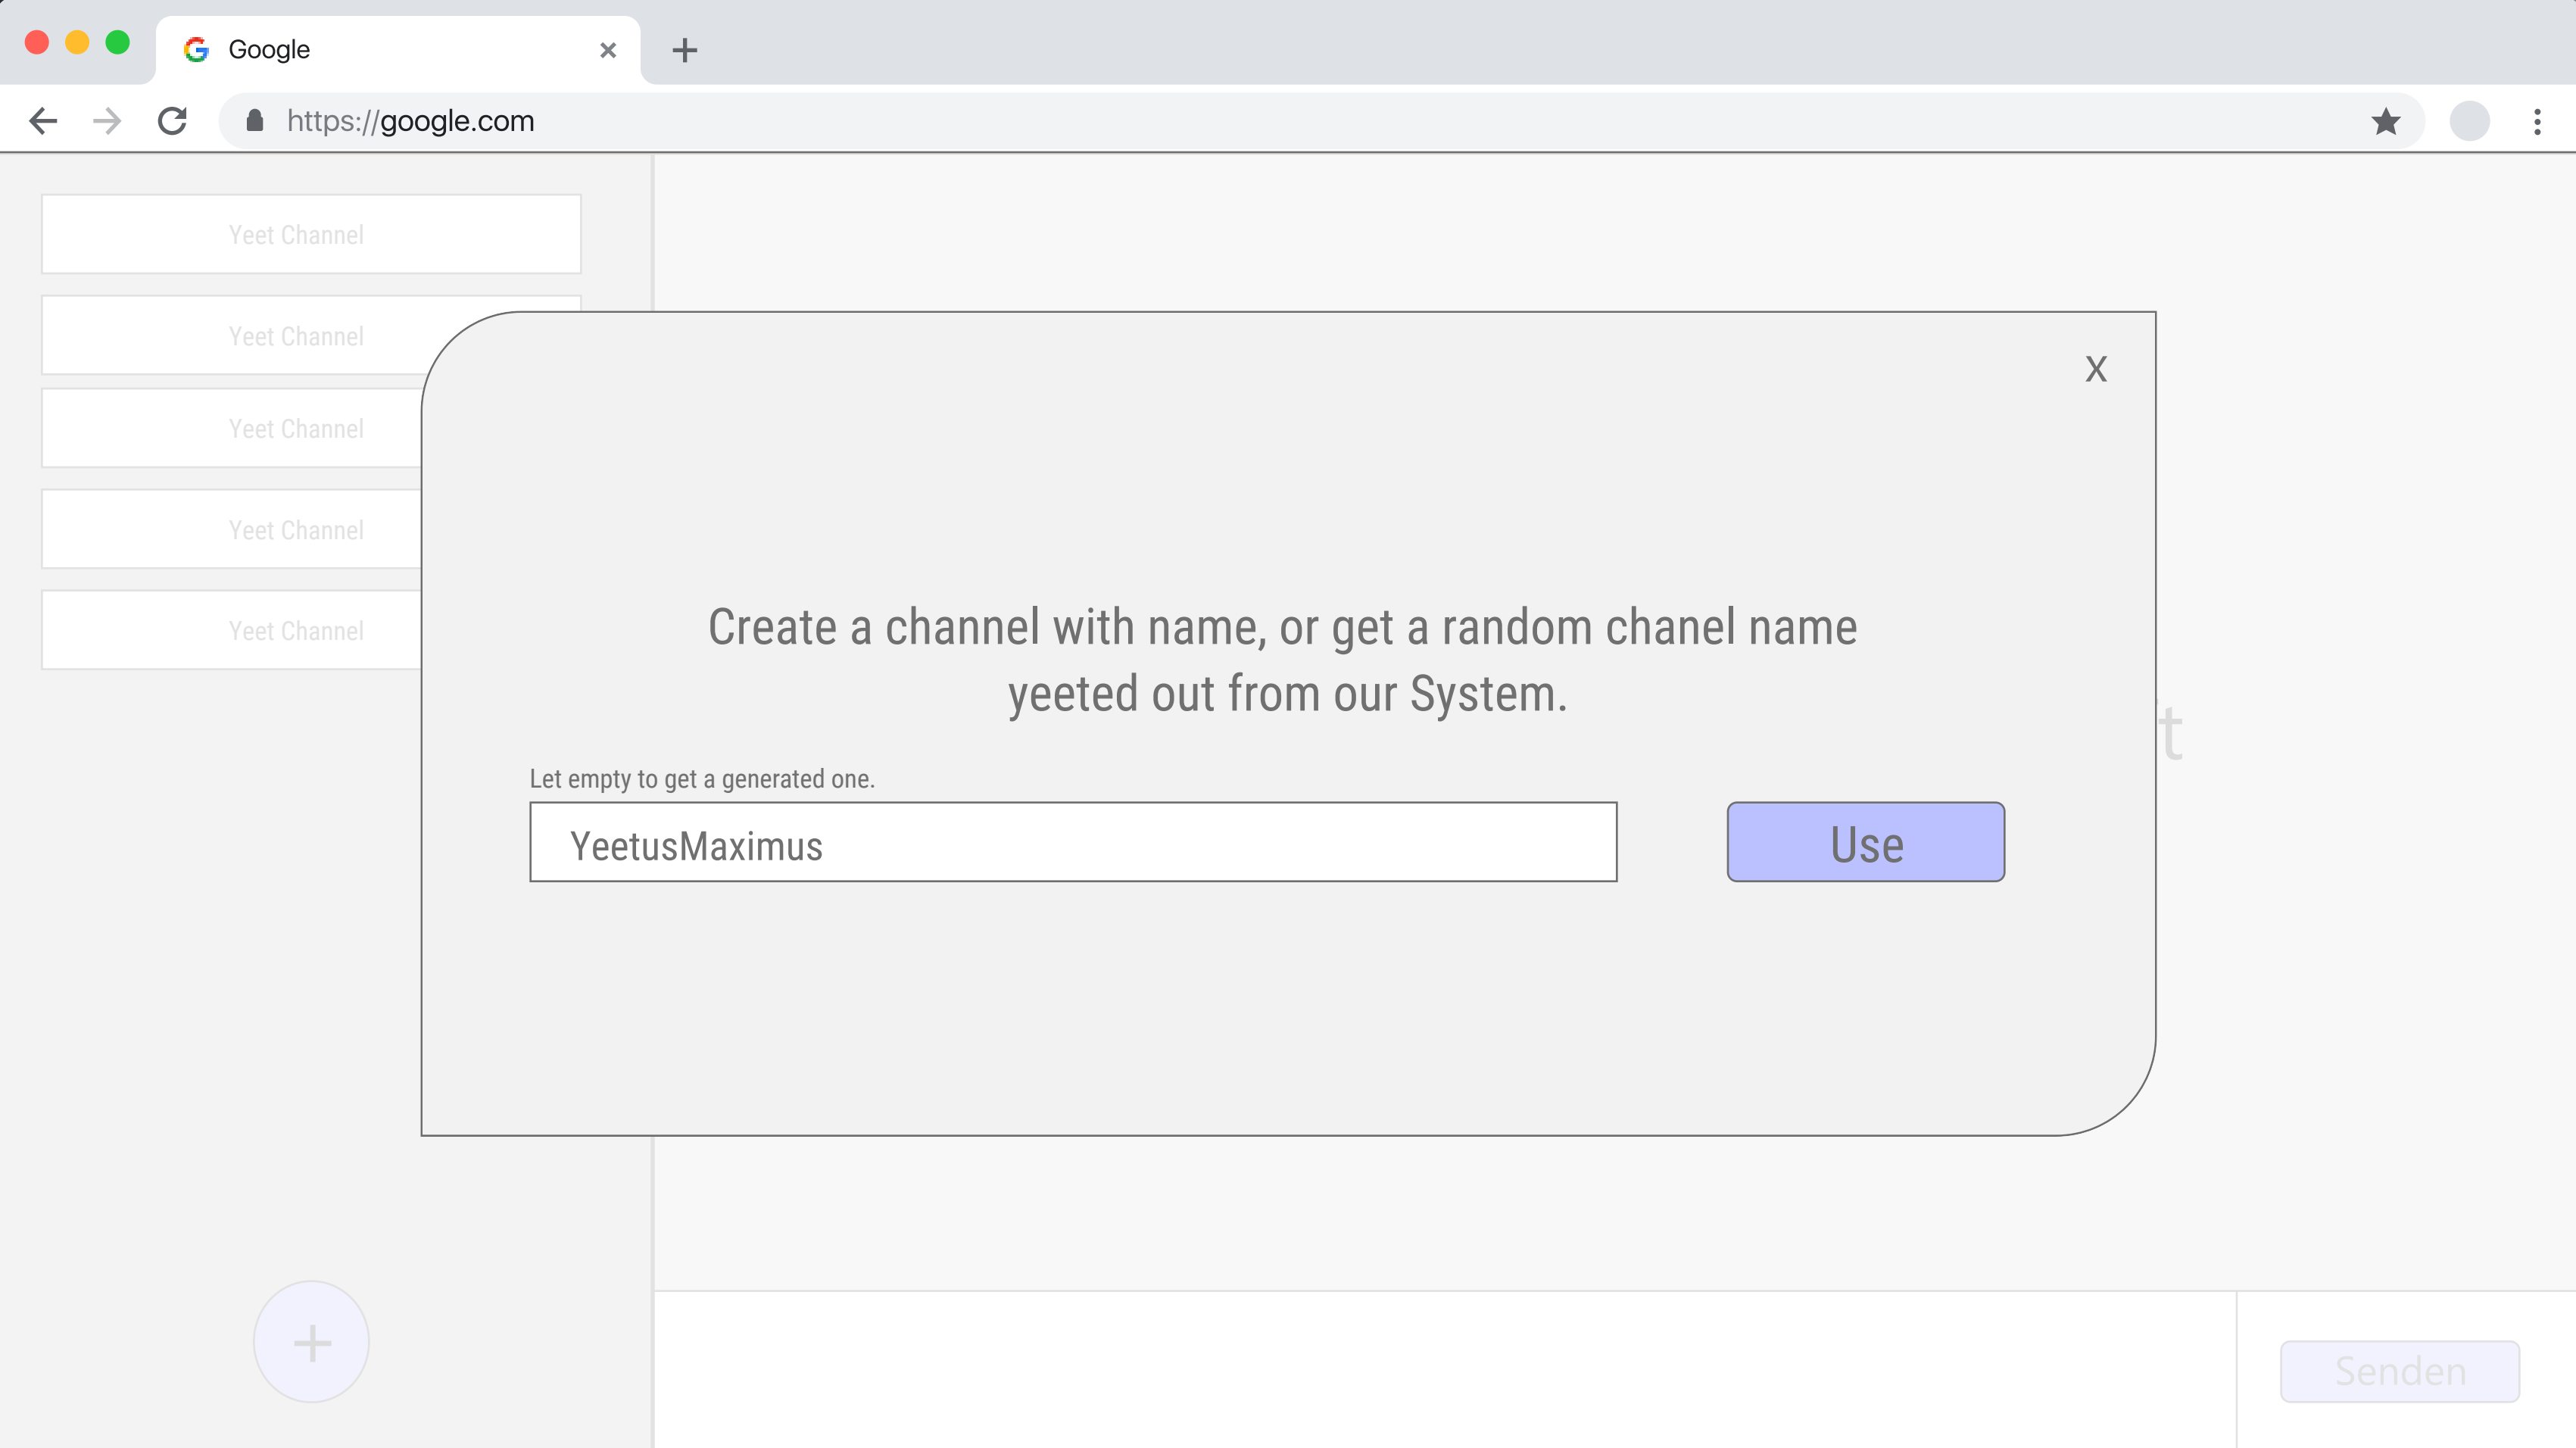 Google
https://google.com
Yeet Channel
Yeet Channel
Yeet Channel
Yeet Channel
Yeet Channel
X
Create a channel with name, or get a random chanel name
yeeted out from our System.
t
Let empty to get a generated one.
YeetusMaximus
Use
Senden